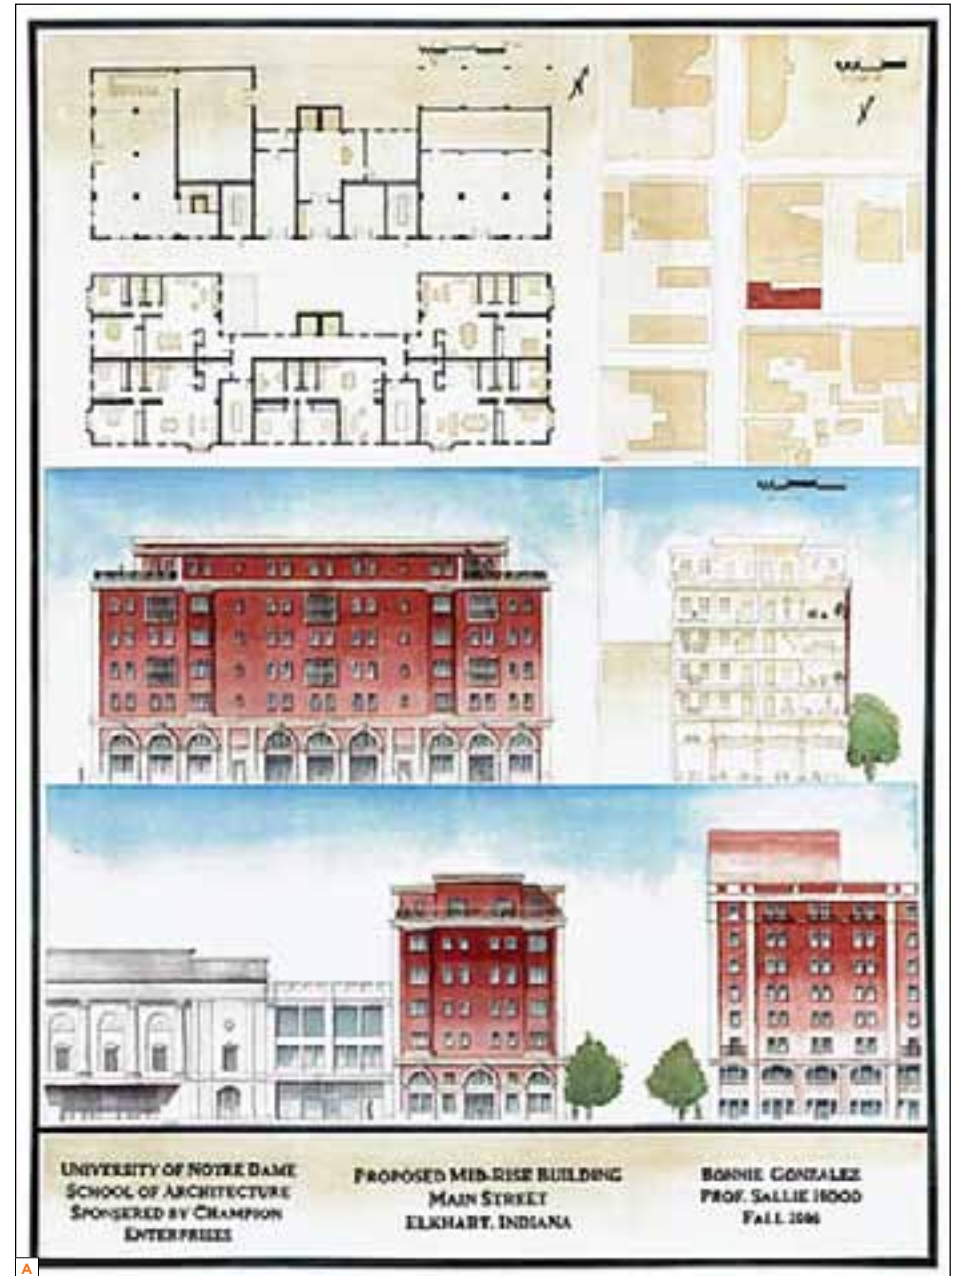 UNIVERSITY OF NOTRE DAME
SCHOOL OF ARCHITECTURE
SPONSERED BY CHAMPION
ENTERPRISES
PROPOSED MID-RISE BUILDING
MAIN STREET
ELKHART, INDIANA
BONNIE GONZALEZ
PROF. SALLIE HOOD
FALL 2006
A